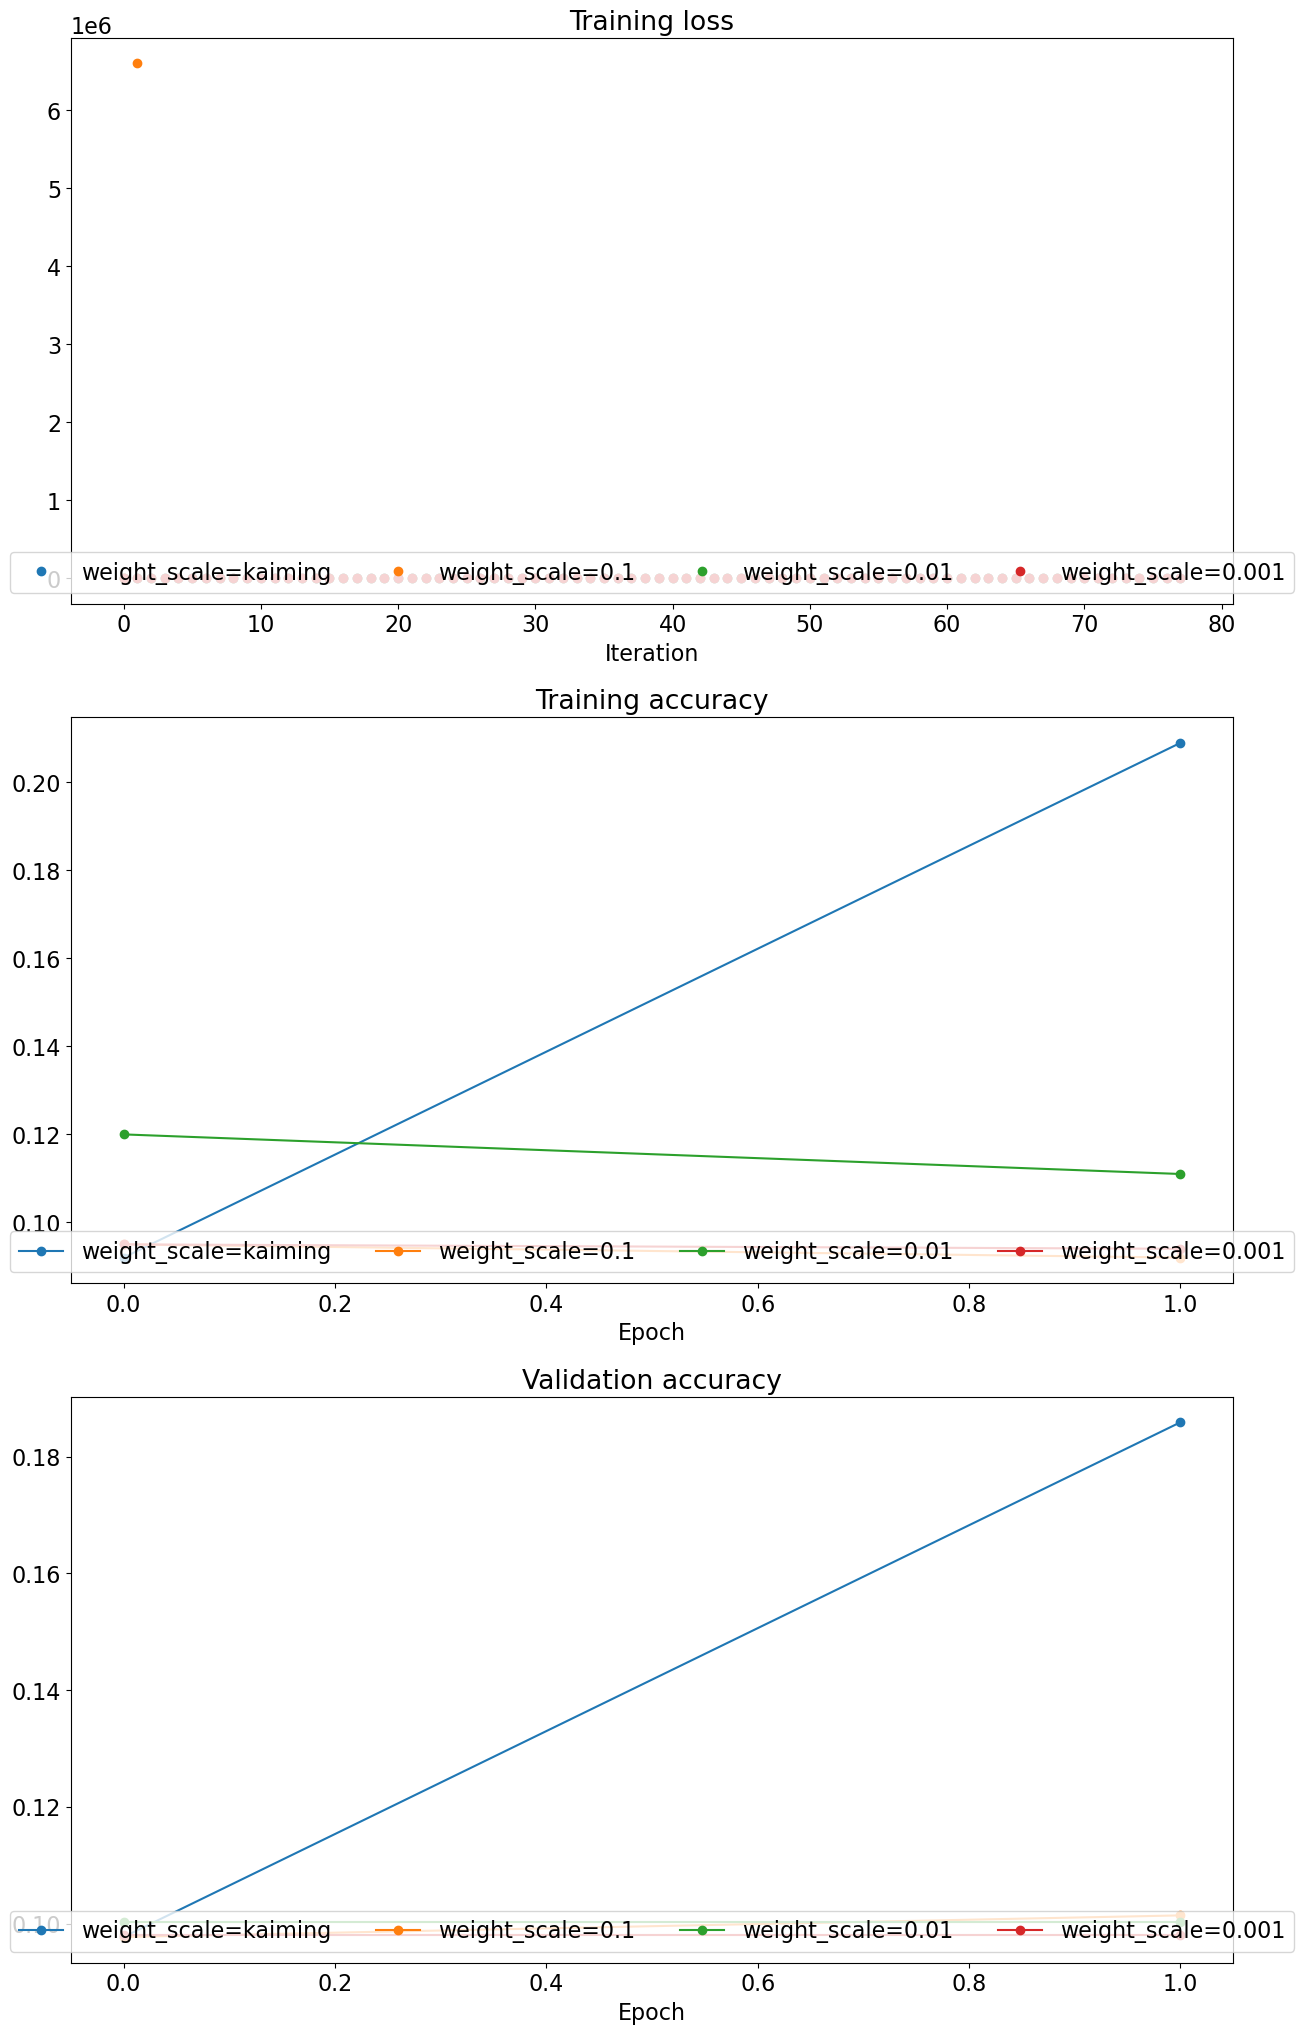 Training loss
1e6
6
5
4
3
2
1
0
weight_scale=kaiming weight_scale=0.1 weight_scale=0.01 weight_scale=0.001
0 10 20 30 40 50 60 70 80
Iteration
Training accuracy
0.20
0.18
0.16
0.14
0.12
0.10
weight_scale=kaiming weight_scale=0.1 weight_scale=0.01 weight_scale=0.001
0.0 0.2 0.4 0.6 0.8 1.0
Epoch
Validation accuracy
0.18
0.16
0.14
0.12
0.10
weight_scale=kaiming weight_scale=0.1 weight_scale=0.01 weight_scale=0.001
0.0 0.2 0.4 0.6 0.8 1.0
Epoch